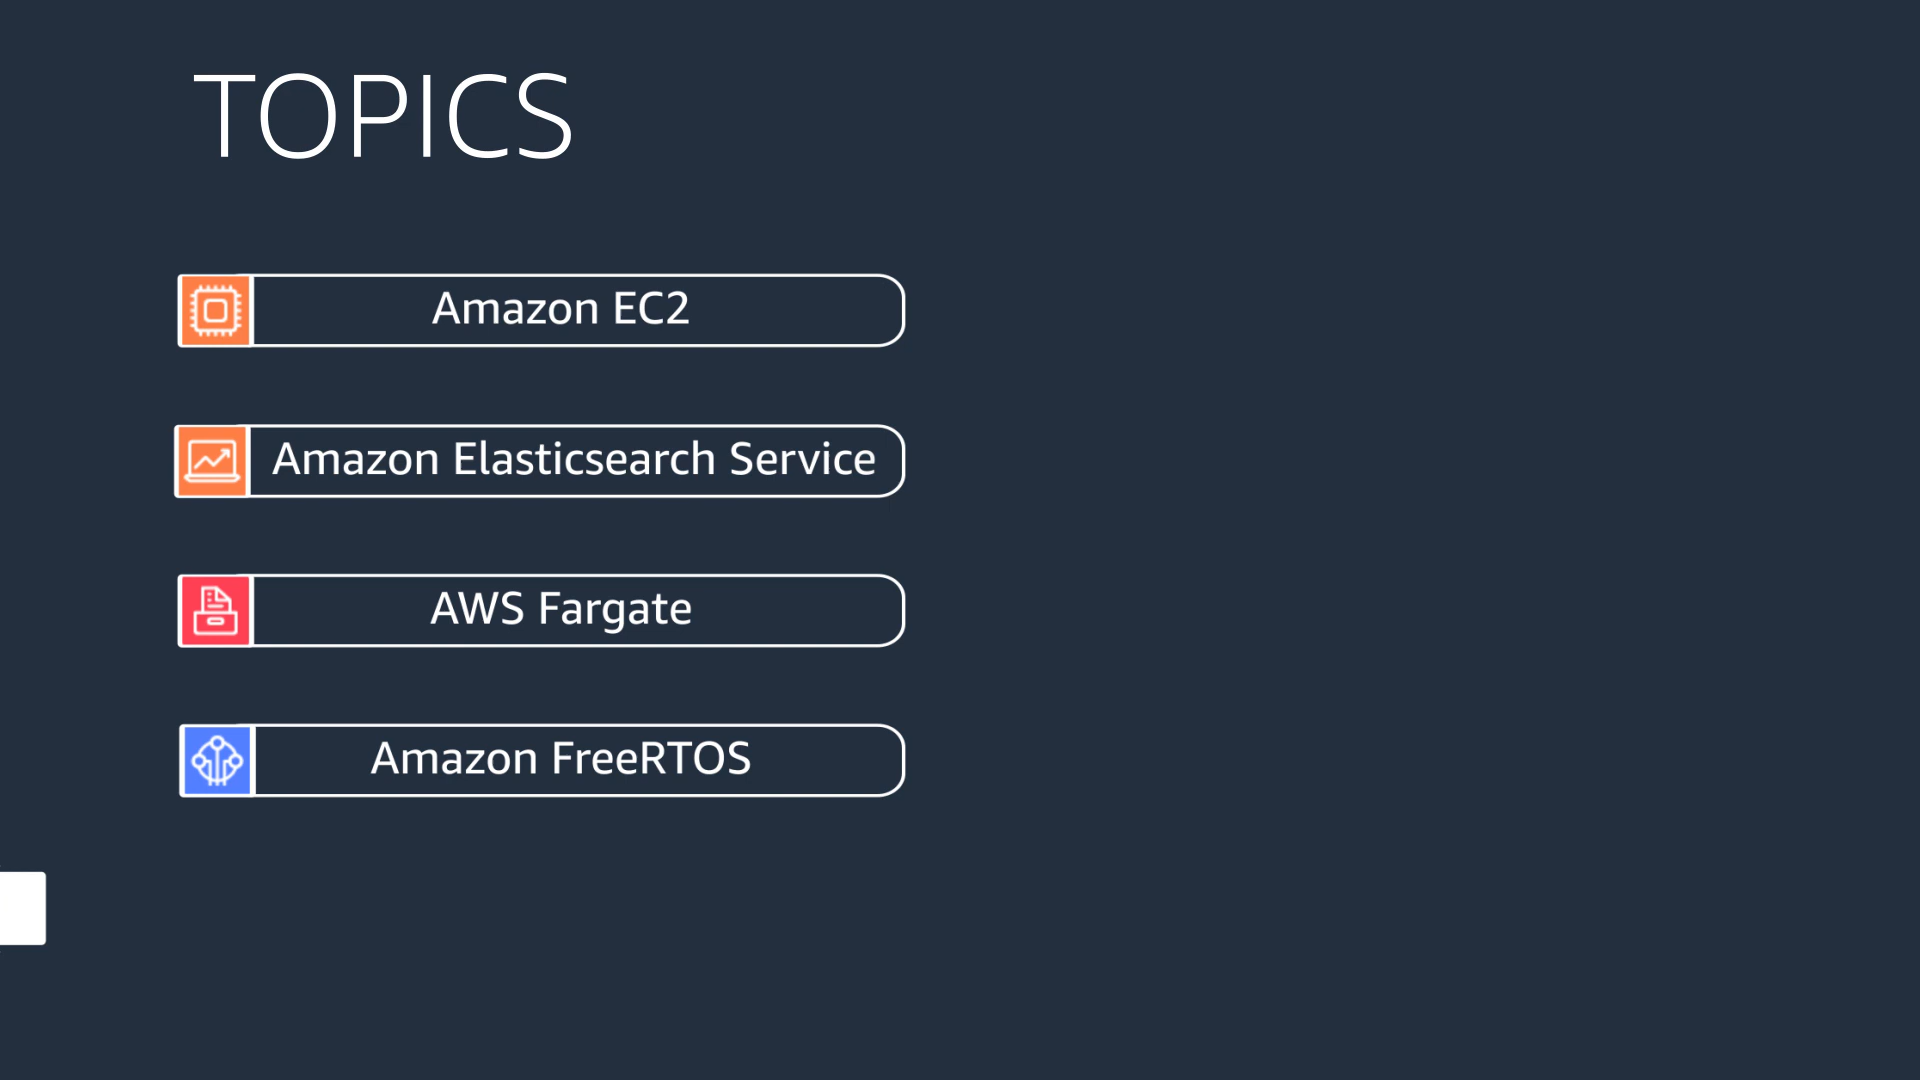 TOPICS
Amazon EC2
Amazon Elasticsearch Service
AWS Fargate
Amazon FreeRTOS